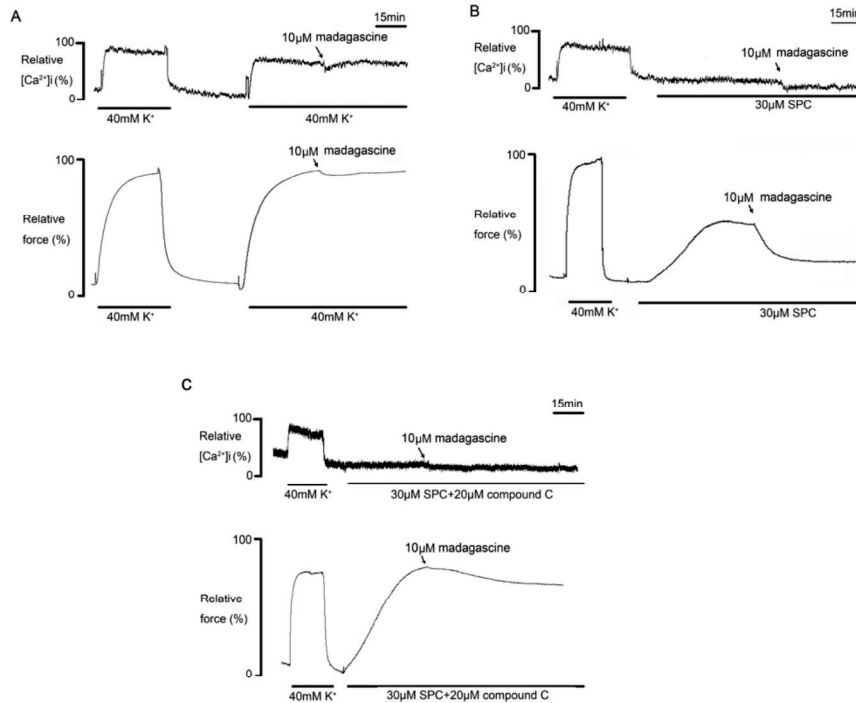 A
15min
10μM madagascine
100
Relative
[Ca²⁺]i (%)
0
40mM K⁺
40mM K⁺
10μM madagascine
100
Relative
force (%)
0
40mM K⁺
40mM K⁺
B
15min
10μM madagascine
100
Relative
[Ca²⁺]i (%)
0
40mM K⁺
30μM SPC
10μM madagascine
100
Relative
force (%)
0
40mM K⁺
30μM SPC
C
15min
100
10μM madagascine
Relative
[Ca²⁺]i (%)
0
40mM K⁺
30μM SPC+20μM compound C
100
10μM madagascine
Relative
force (%)
0
40mM K⁺
30μM SPC+20μM compound C